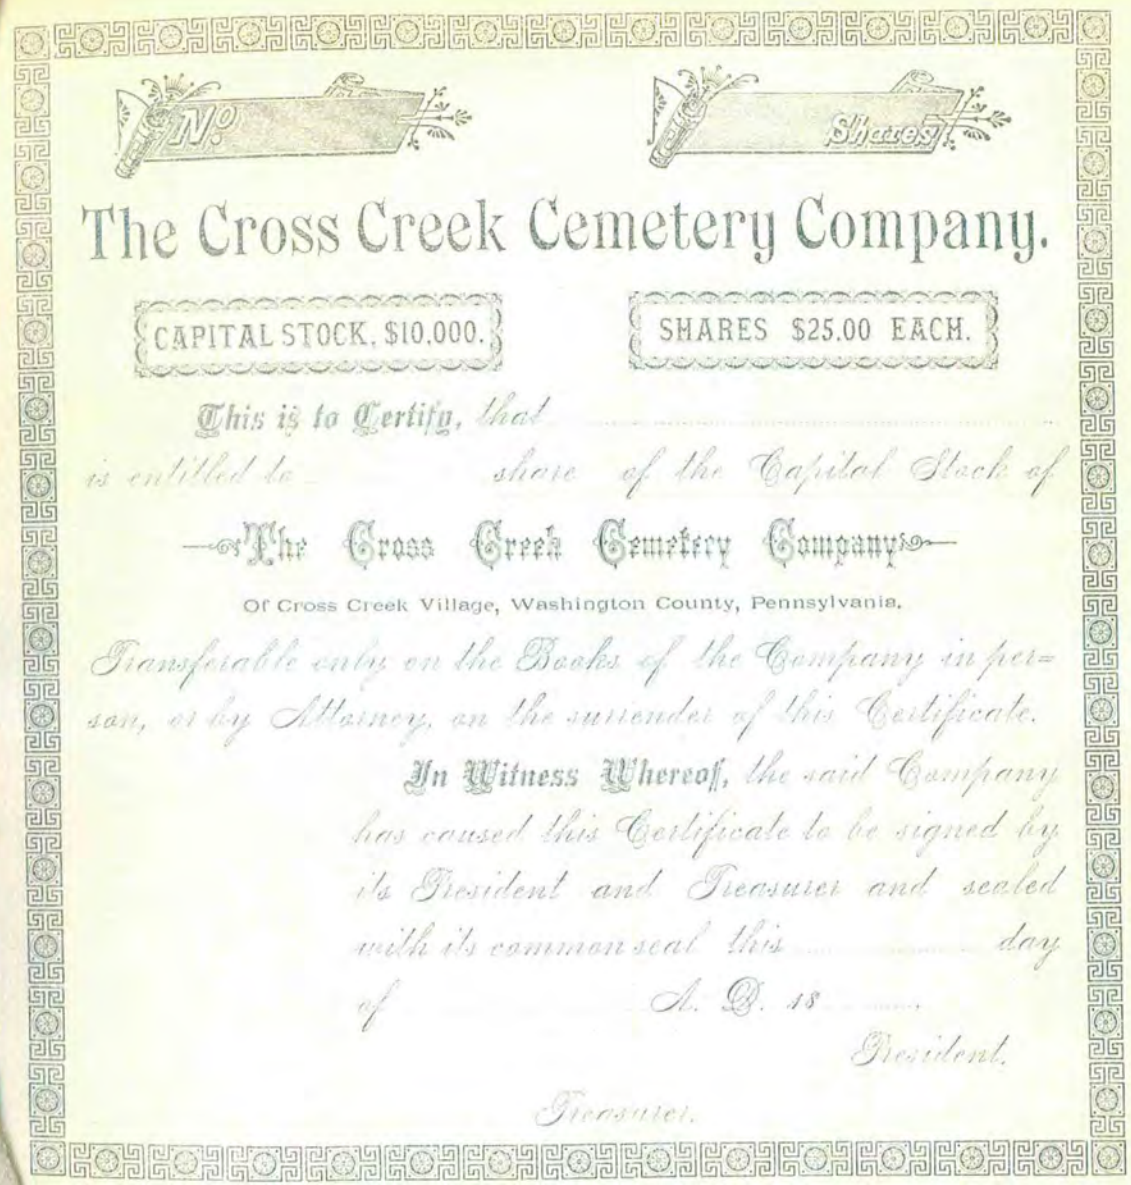 No
Shares
The Cross Creek Cemetery Company.
CAPITAL STOCK, $10,000.
SHARES $25.00 EACH.
This is to Certify, that
is entitled to share of the Capital Stock of
The Cross Creek Cemetery Company
Of Cross Creek Village, Washington County, Pennsylvania.
Transferable only on the Books of the Company in per=
son, or by Attorney, on the surrender of this Certificate.
In Witness Whereof, the said Company
has caused this Certificate to be signed by
its President and Treasurer and sealed
with its common seal this day
of A. D. 18
President.
Treasurer.